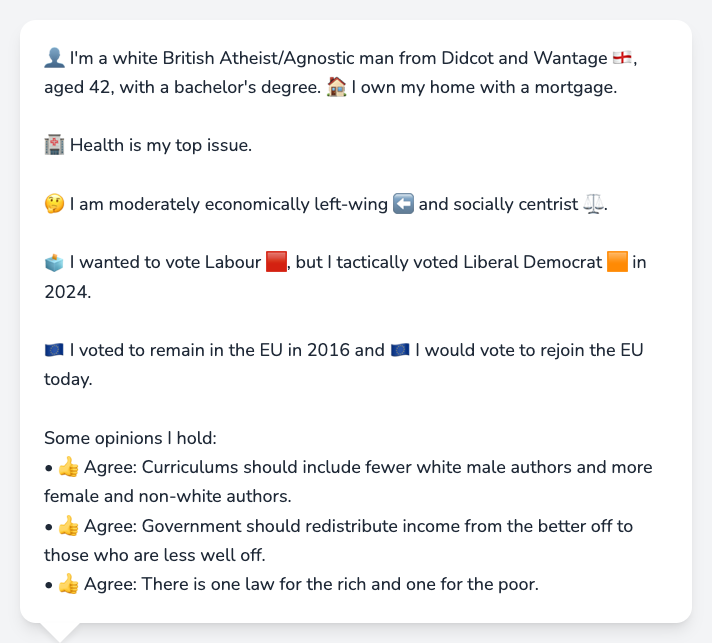 👤 I'm a white British Atheist/Agnostic man from Didcot and Wantage 🏴󠁧󠁢󠁥󠁮󠁧󠁿,
aged 42, with a bachelor's degree. 🏠 I own my home with a mortgage.
🏥 Health is my top issue.
🤔 I am moderately economically left-wing ⬅️ and socially centrist ⚖️.
🗳️ I wanted to vote Labour 🟥, but I tactically voted Liberal Democrat 🟧 in
2024.
🇪🇺 I voted to remain in the EU in 2016 and 🇪🇺 I would vote to rejoin the EU
today.
Some opinions I hold:
• 👍 Agree: Curriculums should include fewer white male authors and more
female and non-white authors.
• 👍 Agree: Government should redistribute income from the better off to
those who are less well off.
• 👍 Agree: There is one law for the rich and one for the poor.